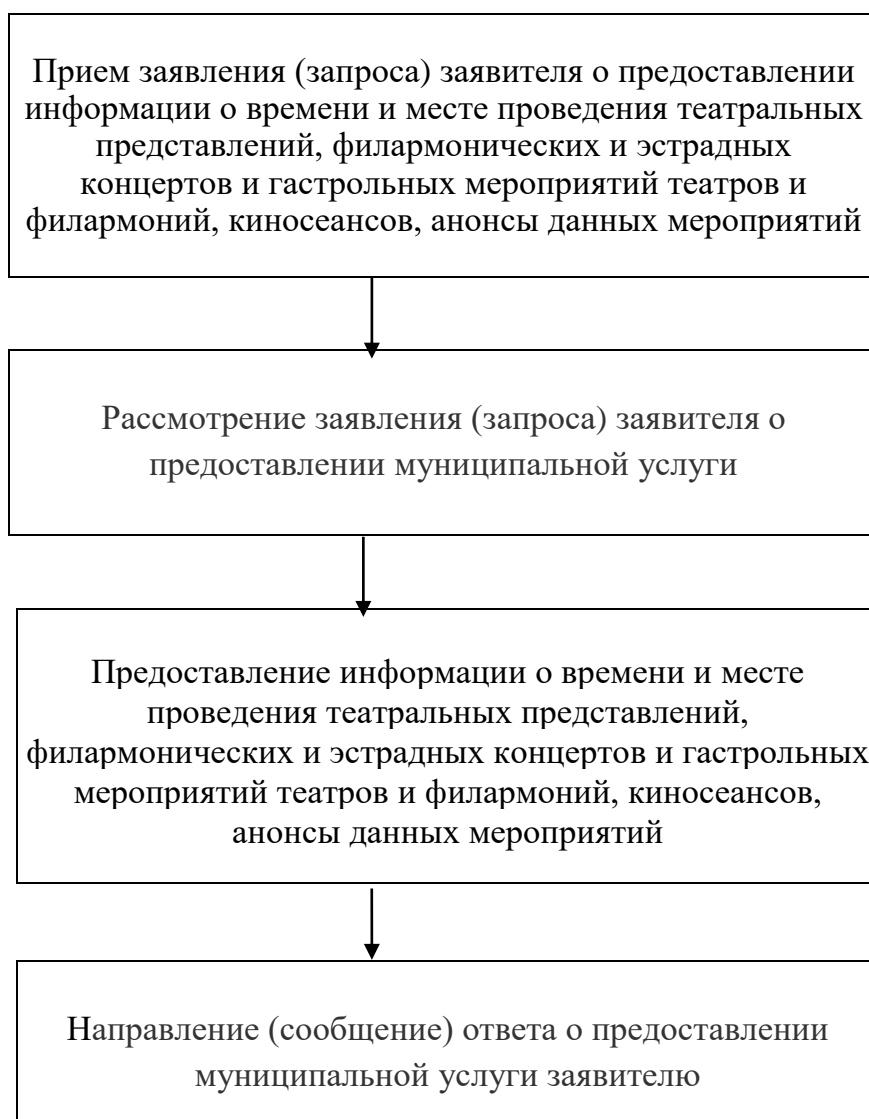 Прием заявления (запроса) заявителя о предоставлении
информации о времени и месте проведения театральных
представлений, филармонических и эстрадных
концертов и гастрольных мероприятий театров и
филармоний, киносеансов, анонсы данных мероприятий
Рассмотрение заявления (запроса) заявителя о
предоставлении муниципальной услуги
Предоставление информации о времени и месте
проведения театральных представлений,
филармонических и эстрадных концертов и гастрольных
мероприятий театров и филармоний, киносеансов,
анонсы данных мероприятий
Направление (сообщение) ответа о предоставлении
муниципальной услуги заявителю